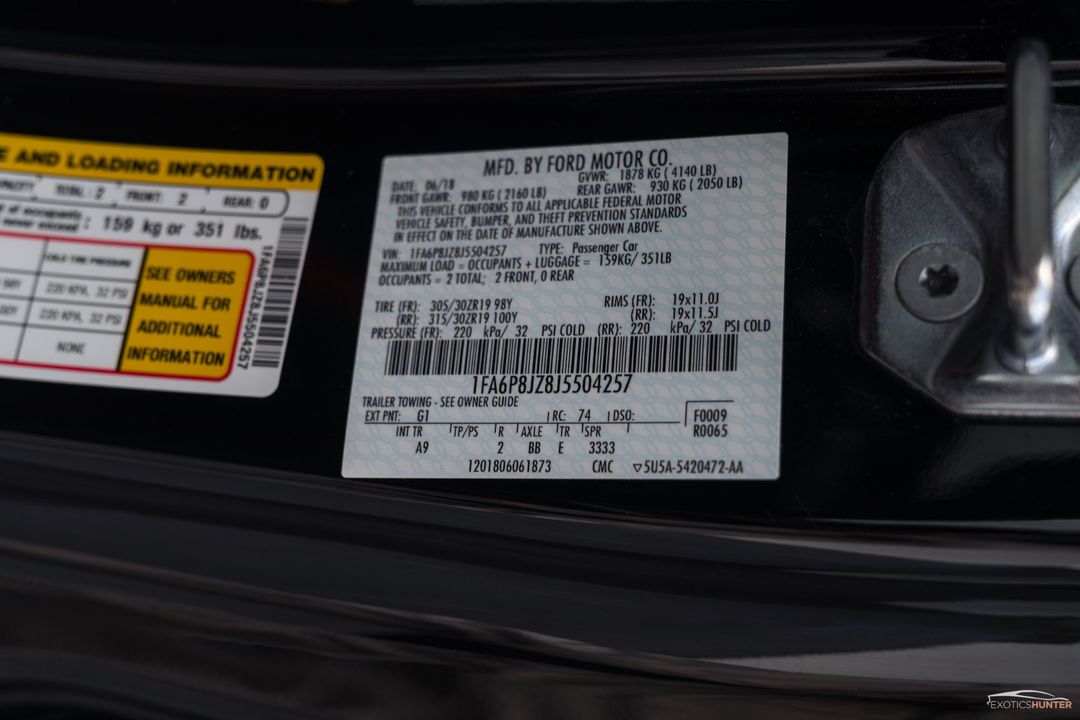 E AND LOADING INFORMATION
TOTAL: 2 FRONT: 2 REAR: 0
159 kg or 351 lbs.
COLD TIRE PRESSURE
220 KPA, 32 PSI
220 KPA, 32 PSI
NONE
SEE OWNERS
MANUAL FOR
ADDITIONAL
INFORMATION
1FA6P8JZ8J5504257
MFD. BY FORD MOTOR CO.
DATE: 06/18 GVWR: 1878 KG ( 4140 LB)
FRONT GAWR: 980 KG ( 2160 LB) REAR GAWR: 930 KG ( 2050 LB)
THIS VEHICLE CONFORMS TO ALL APPLICABLE FEDERAL MOTOR
VEHICLE SAFETY, BUMPER, AND THEFT PREVENTION STANDARDS
IN EFFECT ON THE DATE OF MANUFACTURE SHOWN ABOVE.
VIN: 1FA6P8JZ8J5504257 TYPE: Passenger Car
MAXIMUM LOAD = OCCUPANTS + LUGGAGE = 159KG/ 351LB
OCCUPANTS = 2 TOTAL; 2 FRONT, 0 REAR
TIRE (FR): 305/30ZR19 98Y RIMS (FR): 19x11.0J
(RR): 315/30ZR19 100Y (RR): 19x11.5J
PRESSURE (FR): 220 kPa/ 32 PSI COLD (RR): 220 kPa/ 32 PSI COLD
1FA6P8JZ8J5504257
TRAILER TOWING - SEE OWNER GUIDE
EXT PNT: G1 RC: 74 DSO: F0009
INT TR TP/PS R AXLE TR SPR R0065
A9 2 BB E 3333
1201806061873 CMC ▽5U5A-5420472-AA
EXOTICSHUNTER